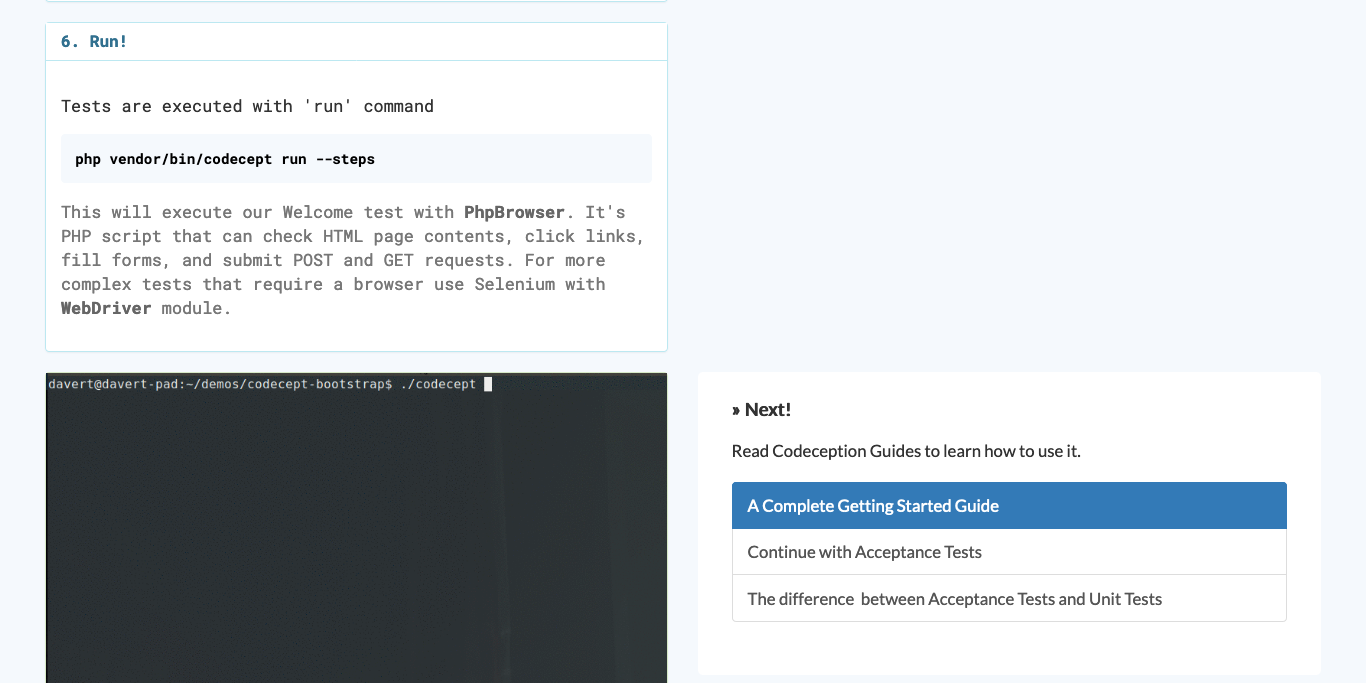 6. Run!
Tests are executed with 'run' command
php vendor/bin/codecept run --steps
This will execute our Welcome test with PhpBrowser. It's
PHP script that can check HTML page contents, click links,
fill forms, and submit POST and GET requests. For more
complex tests that require a browser use Selenium with
WebDriver module.
davert@davert-pad:~/demos/codecept-bootstrap$ ./codecept
» Next!
Read Codeception Guides to learn how to use it.
A Complete Getting Started Guide
Continue with Acceptance Tests
The difference between Acceptance Tests and Unit Tests